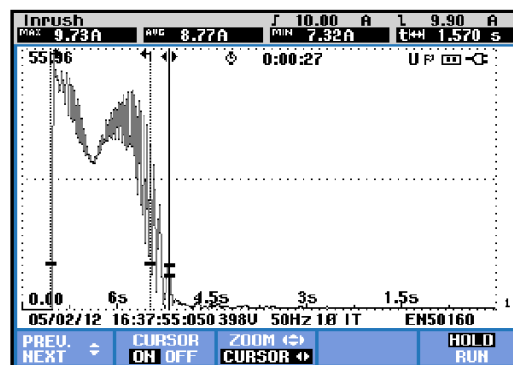 Inrush ʃ 10.00 A ʅ 9.90 A
MAX 9.73A AVG 8.77A MIN 7.32A t 1.570 s
55.96 0:00:27 U
0.00 6s 4.5s 3s 1.5s 1
05/02/12 16:37:55:050 398V 50Hz 1Ø IT EN50160
PREV. CURSOR ZOOM HOLD
NEXT ON OFF CURSOR RUN